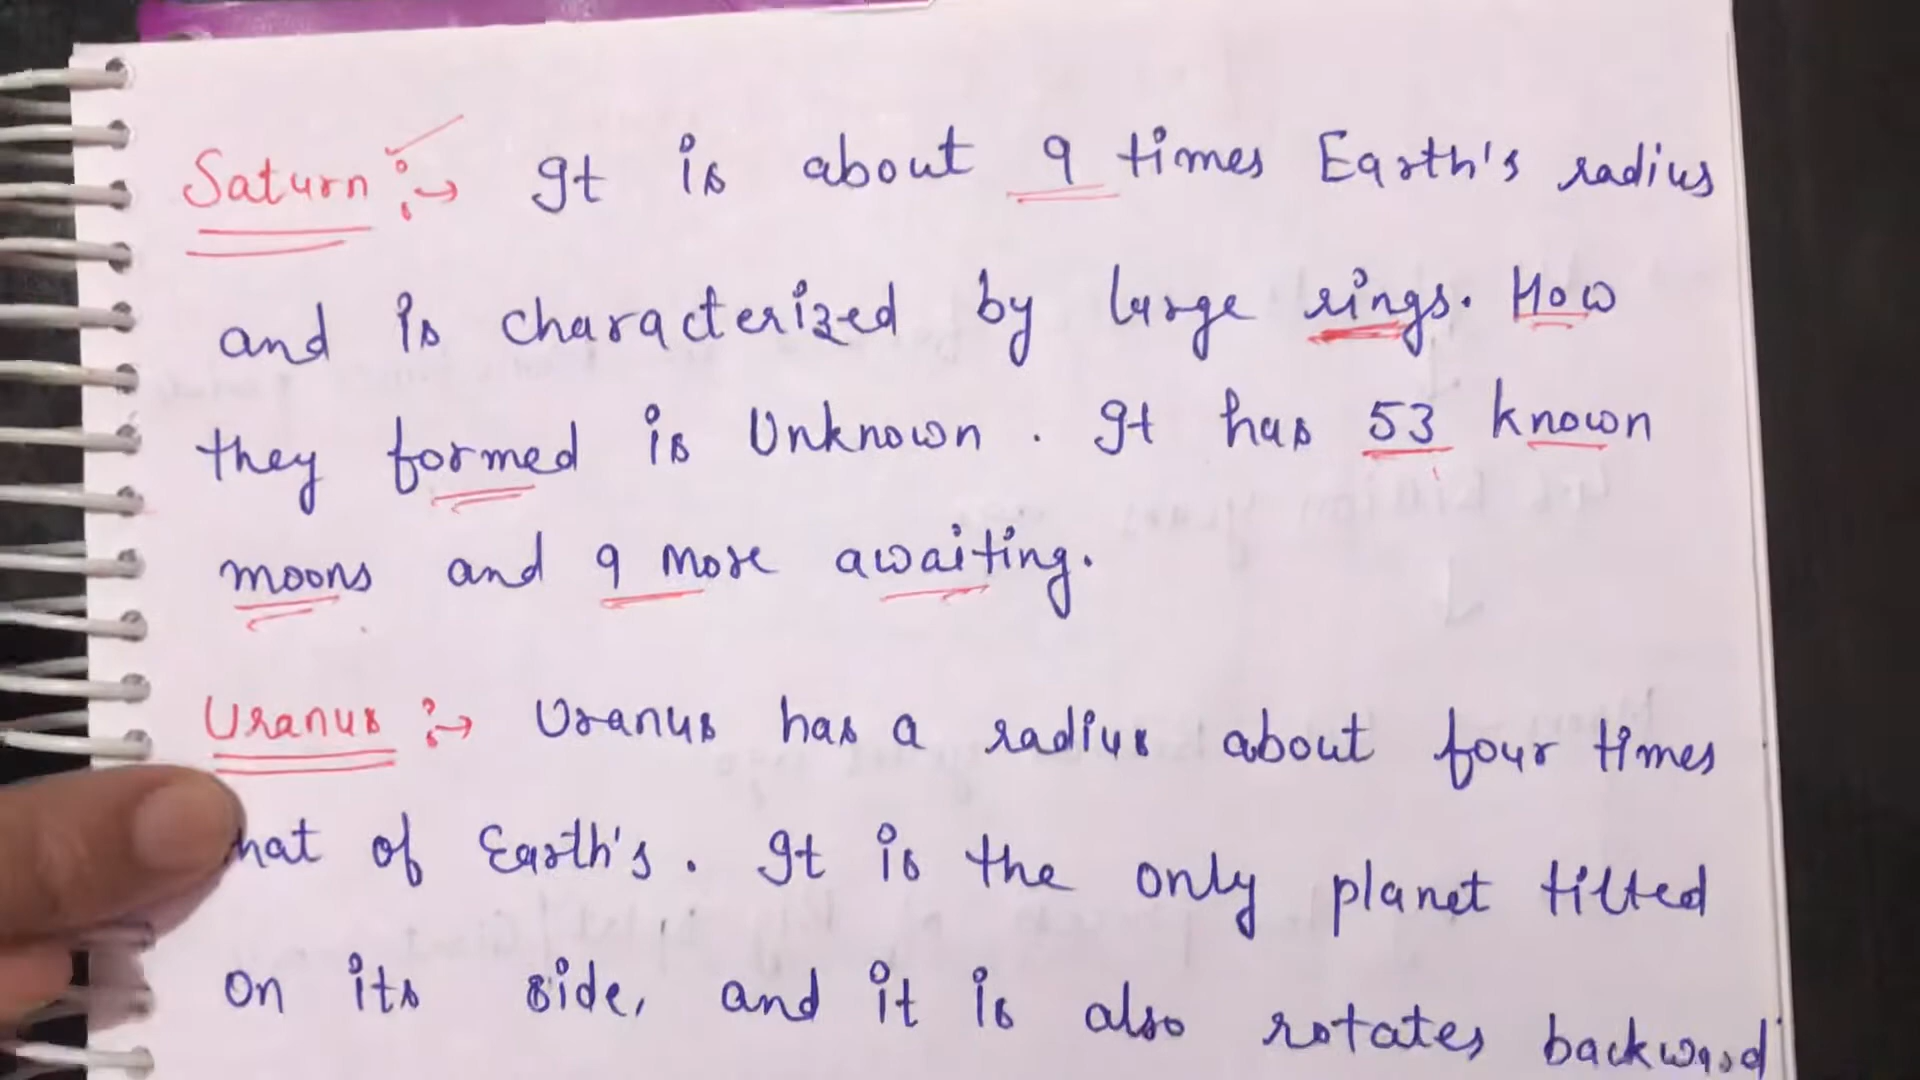 Saturn :→ It is about 9 times Earth's radius
and is characterized by large rings. How
they formed is Unknown. It has 53 known
moons and 9 more awaiting.
Uranus :→ Uranus has a radius about four times
that of Earth's. It is the only planet tilted
on its side, and it is also rotates backward